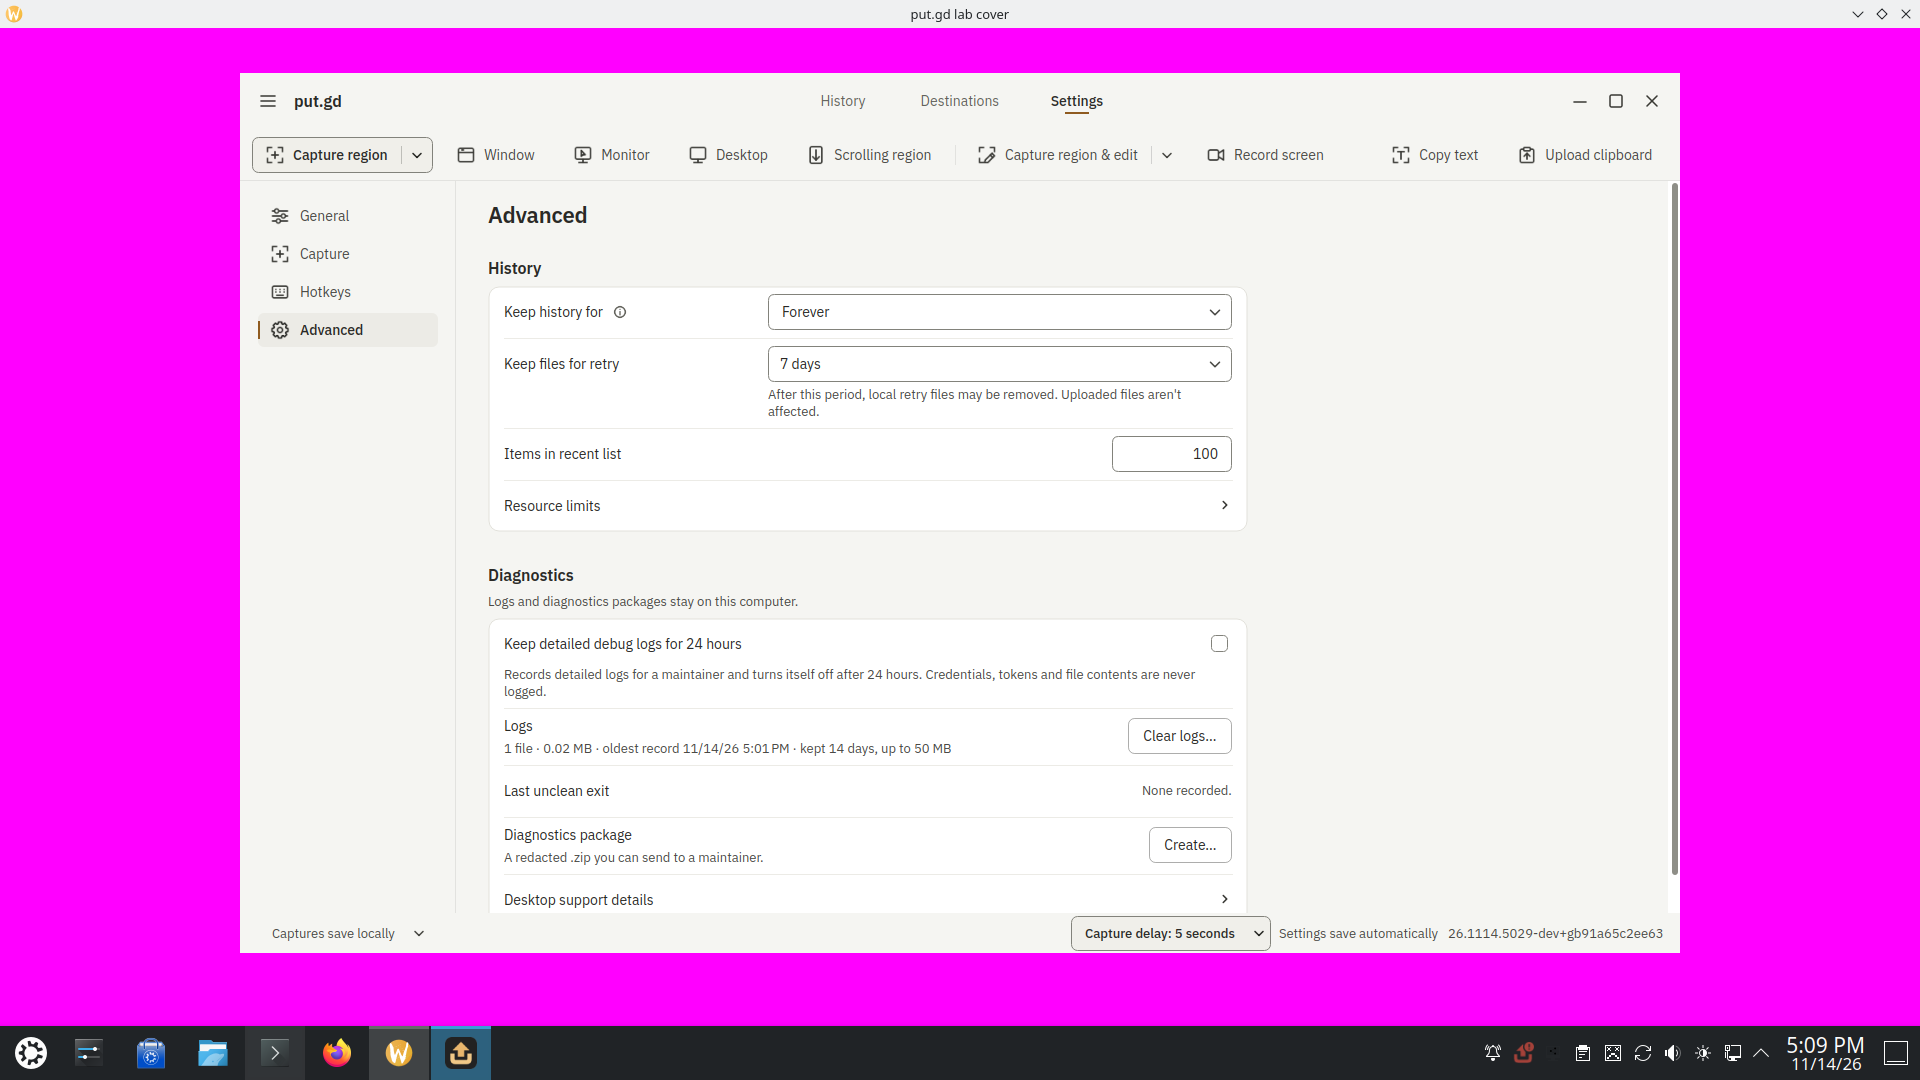 put.gd lab cover
put.gd
History
Destinations
Settings
Capture region
Window
Monitor
Desktop
Scrolling region
Capture region & edit
Record screen
Copy text
Upload clipboard
General
Capture
Hotkeys
Advanced
Advanced
History
Keep history for
Forever
Keep files for retry
7 days
After this period, local retry files may be removed. Uploaded files aren't
affected.
Items in recent list
100
Resource limits
Diagnostics
Logs and diagnostics packages stay on this computer.
Keep detailed debug logs for 24 hours
Records detailed logs for a maintainer and turns itself off after 24 hours. Credentials, tokens and file contents are never
logged.
Logs
1 file · 0.02 MB · oldest record 11/14/26 5:01 PM · kept 14 days, up to 50 MB
Clear logs...
Last unclean exit
None recorded.
Diagnostics package
A redacted .zip you can send to a maintainer.
Create...
Desktop support details
Captures save locally
Capture delay: 5 seconds
Settings save automatically
26.1114.5029-dev+gb91a65c2ee63
5:09 PM
11/14/26